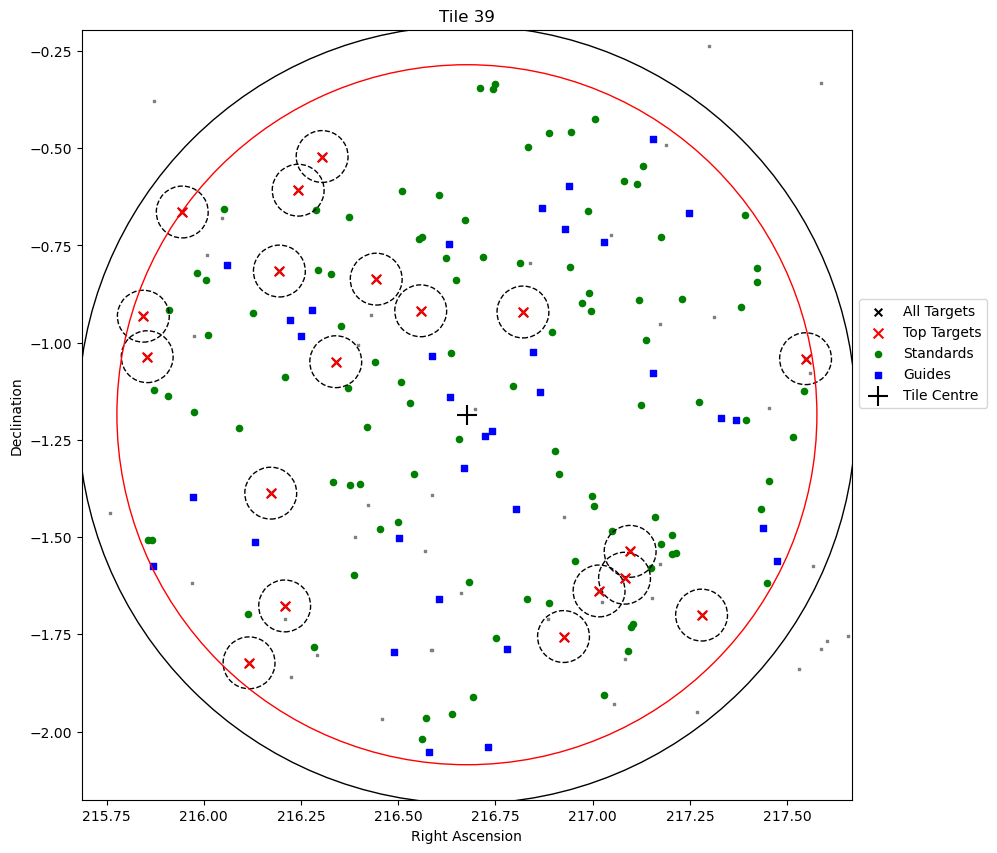 Tile 39
−0.25
−0.50
−0.75
−1.00
−1.25
−1.50
−1.75
−2.00
Declination
215.75
216.00
216.25
216.50
216.75
217.00
217.25
217.50
Right Ascension
All Targets
Top Targets
Standards
Guides
Tile Centre